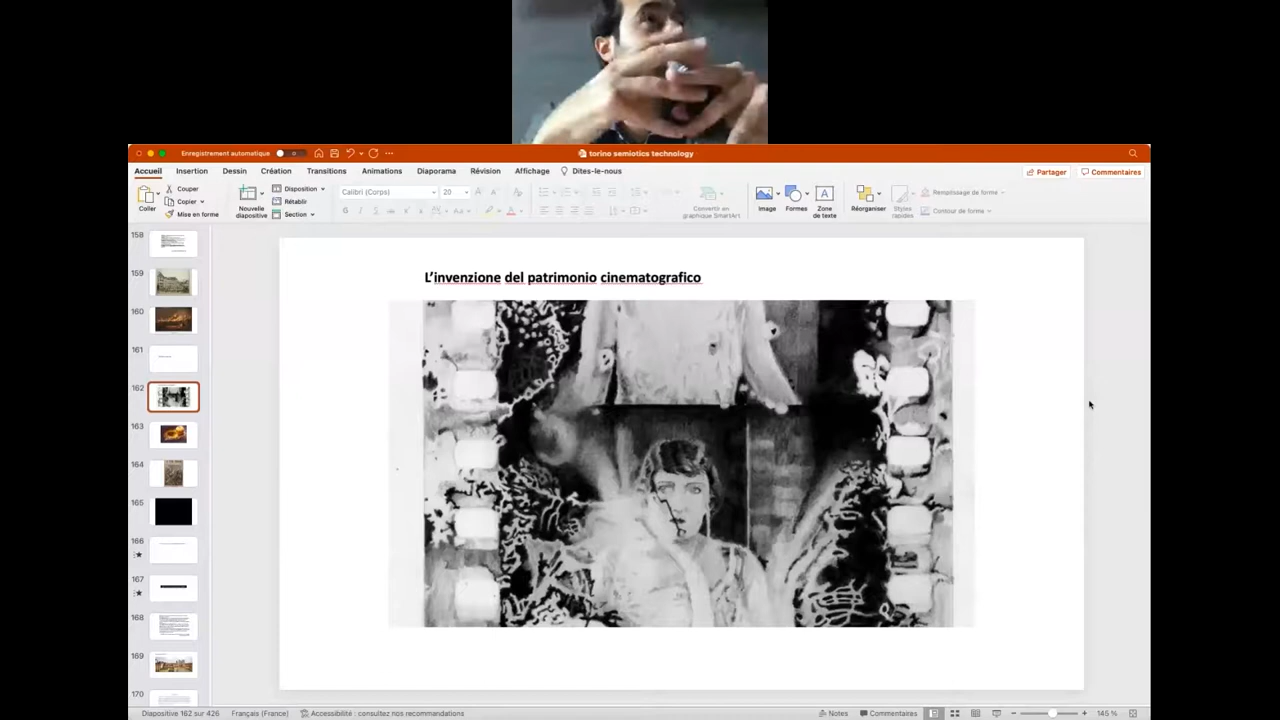 Enregistrement automatique
torino semiotics technology
Accueil Insertion Dessin Création Transitions Animations Diaporama Révision Affichage Dites-le-nous
Partager Commentaires
Coller
Couper
Copier
Mise en forme
Nouvelle diapositive
Disposition
Rétablir
Section
Calibri (Corps) 20
Convertir en graphique SmartArt
Image
Formes
Zone de texte
Réorganiser
Styles rapides
Remplissage de forme
Contour de forme
158
159
160
161
162
163
164
165
166
167
168
169
170
L'invenzione del patrimonio cinematografico
Diapositive 162 sur 426 Français (France) Accessibilité : consultez nos recommandations Notes Commentaires 145 %